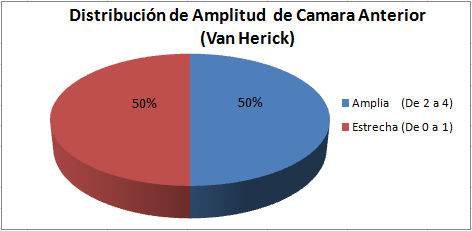 Distribución de Amplitud de Camara Anterior
(Van Herick)
50%
50%
Amplia (De 2 a 4)
Estrecha (De 0 a 1)